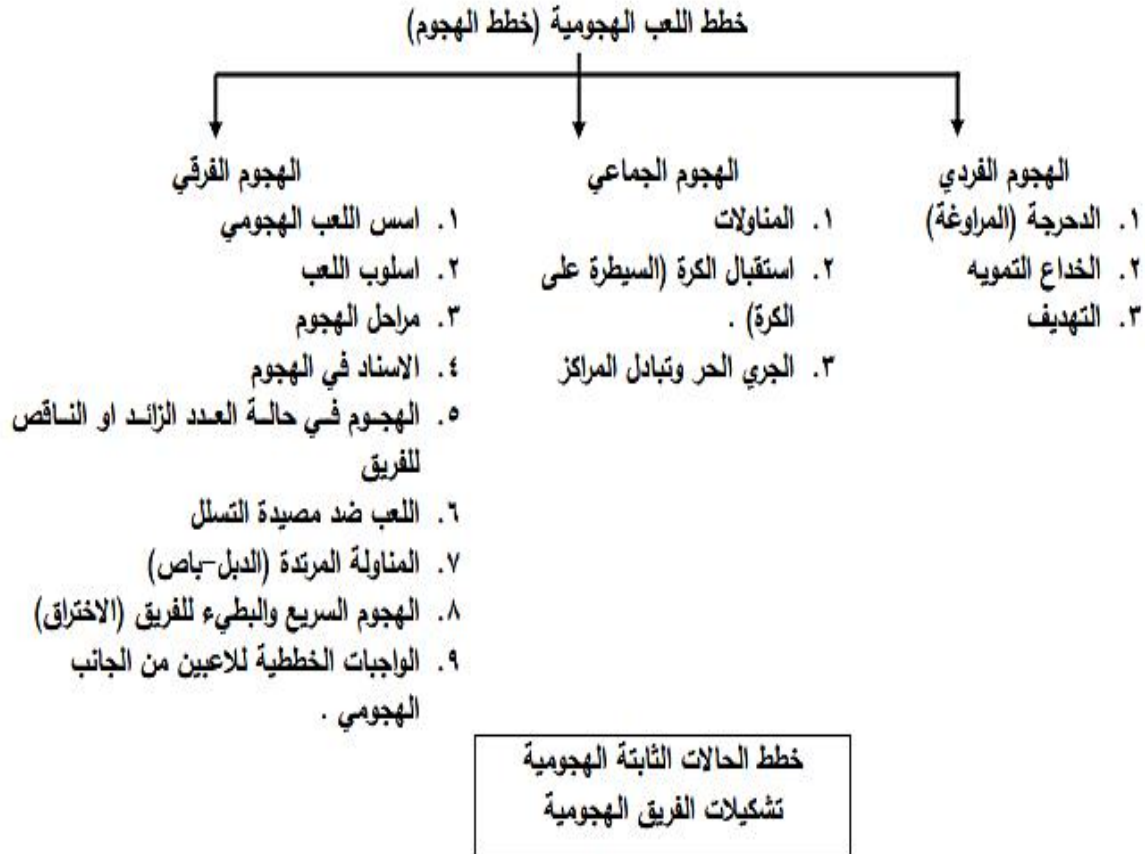 خطط اللعب الهجومية (خطط الهجوم)
الهجوم الفردي
١. الدحرجة (المراوغة)
٢. الخداع التمويه
٣. التهديف
الهجوم الجماعي
١. المناولات
٢. استقبال الكرة (السيطرة على
الكرة) .
٣. الجري الحر وتبادل المراكز
الهجوم الفرقي
١. اسس اللعب الهجومي
٢. اسلوب اللعب
٣. مراحل الهجوم
٤. الاسناد في الهجوم
٥. الهجوم في حالة العدد الزائد او الناقص
للفريق
٦. اللعب ضد مصيدة التسلل
٧. المناولة المرتدة (الدبل-باص)
٨. الهجوم السريع والبطيء للفريق (الاختراق)
٩. الواجبات الخططية للاعبين من الجانب
الهجومي .
خطط الحالات الثابتة الهجومية
تشكيلات الفريق الهجومية